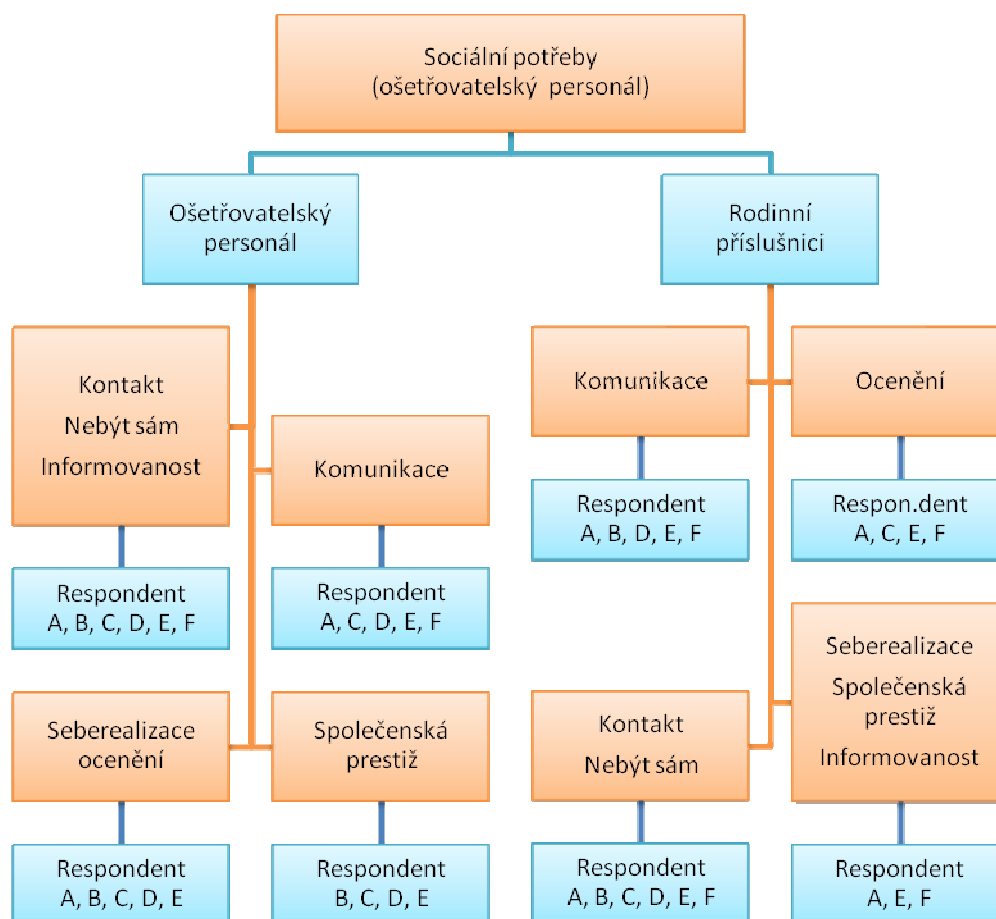 Sociální potřeby
(ošetřovatelský personál)
Ošetřovatelský
personál
Rodinní
příslušnici
Kontakt
Nebýt sám
Informovanost
Respondent
A, B, C, D, E, F
Komunikace
Respondent
A, C, D, E, F
Seberealizace
ocenění
Respondent
A, B, C, D, E
Společenská
prestiž
Respondent
B, C, D, E
Komunikace
Respondent
A, B, D, E, F
Ocenění
Respon.dent
A, C, E, F
Kontakt
Nebýt sám
Respondent
A, B, C, D, E, F
Seberealizace
Společenská
prestiž
Informovanost
Respondent
A, E, F